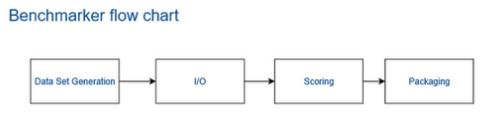 Benchmarker flow chart
Data Set Generation
I/O
Scoring
Packaging